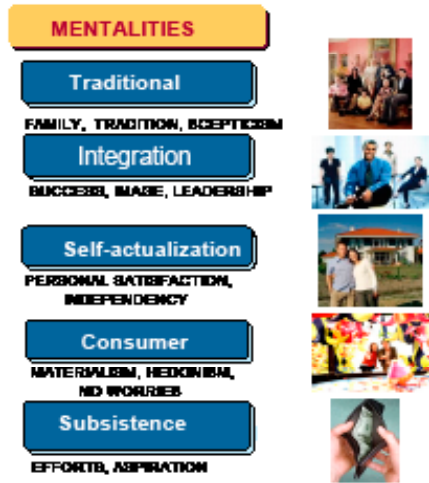 MENTALITIES
Traditional
FAMILY, TRADITION, SCEPTICISM
Integration
SUCCESS, IMAGE, LEADERSHIP
Self-actualization
PERSONAL SATISFACTION,
INDEPENDENCY
Consumer
MATERIALISM, HEDONISM,
NO WORRIES
Subsistence
EFFORTS, ASPIRATION